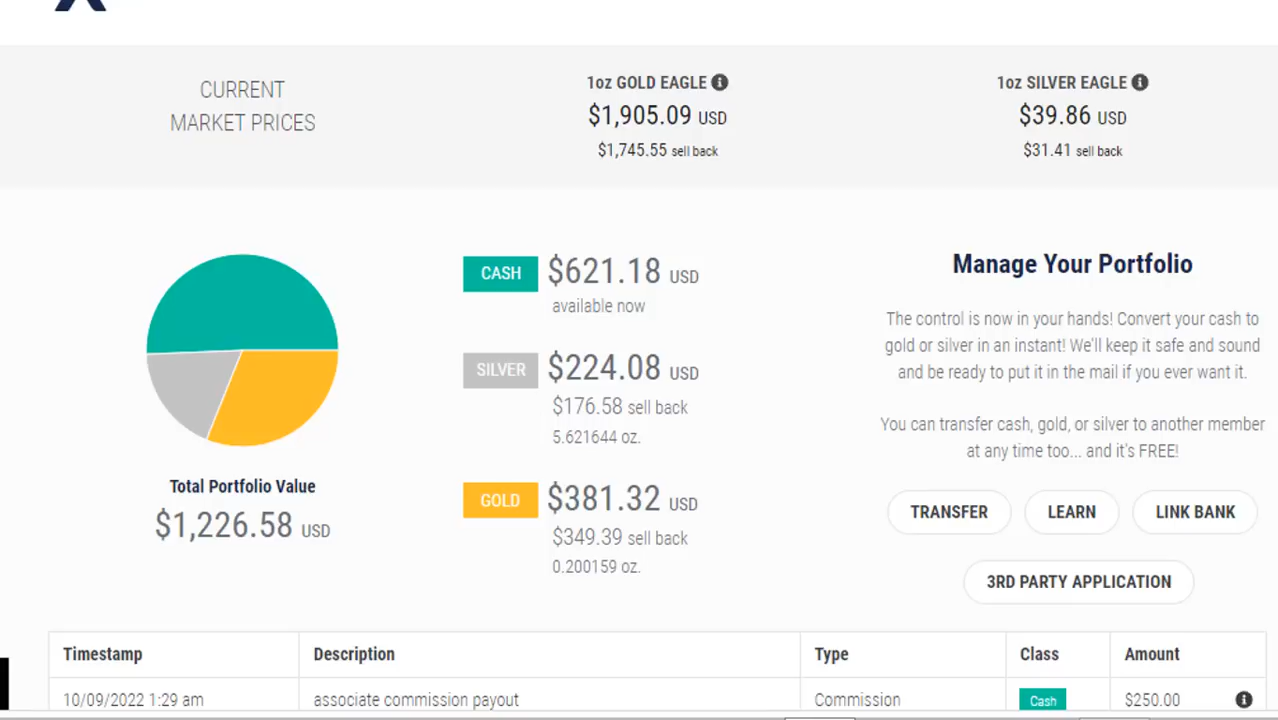 CURRENT
MARKET PRICES
1oz GOLD EAGLE
$1,905.09 USD
$1,745.55 sell back
1oz SILVER EAGLE
$39.86 USD
$31.41 sell back
Total Portfolio Value
$1,226.58 USD
CASH $621.18 USD
available now
SILVER $224.08 USD
$176.58 sell back
5.621644 oz.
GOLD $381.32 USD
$349.39 sell back
0.200159 oz.
Manage Your Portfolio
The control is now in your hands! Convert your cash to
gold or silver in an instant! We'll keep it safe and sound
and be ready to put it in the mail if you ever want it.
You can transfer cash, gold, or silver to another member
at any time too... and it's FREE!
TRANSFER LEARN LINK BANK
3RD PARTY APPLICATION
Timestamp Description Type Class Amount
10/09/2022 1:29 am associate commission payout Commission Cash $250.00